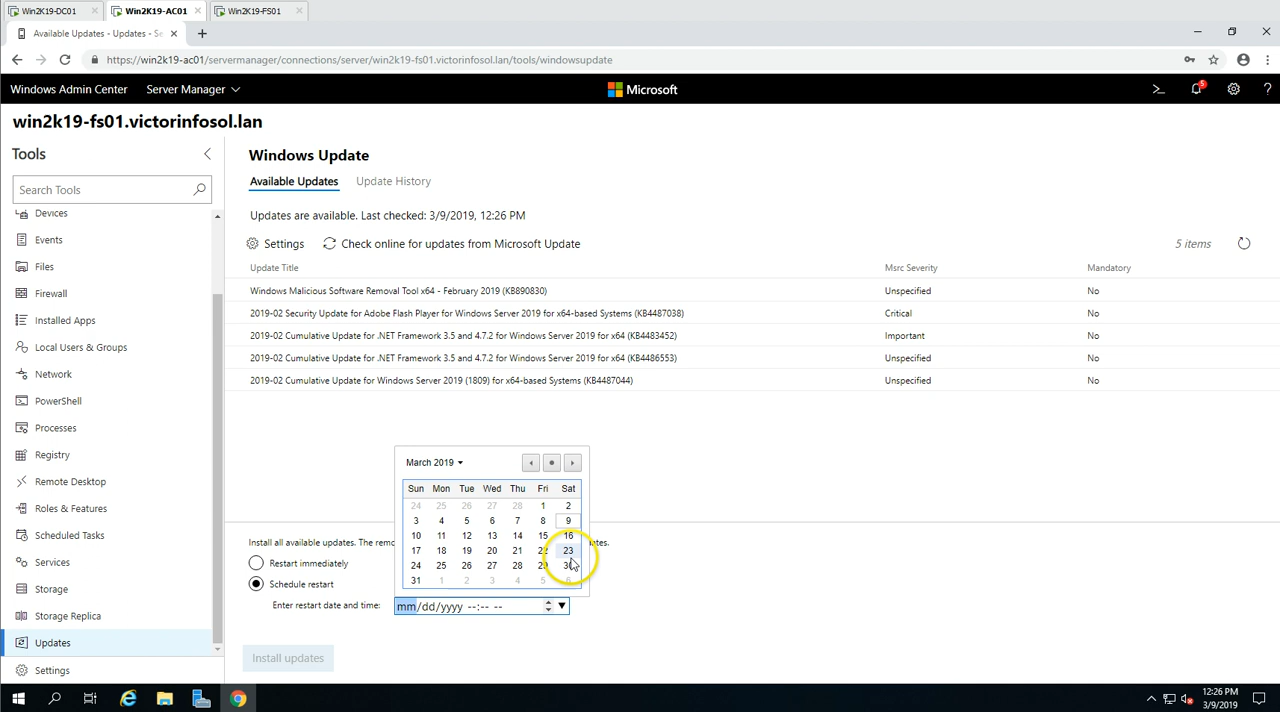 Win2K19-DC01
Win2K19-AC01
Win2K19-FS01
Available Updates - Updates - Se
https://win2k19-ac01/servermanager/connections/server/win2k19-fs01.victorinfosol.lan/tools/windowsupdate
Windows Admin Center Server Manager Microsoft 5 ?
win2k19-fs01.victorinfosol.lan
Tools
Search Tools
Devices
Events
Files
Firewall
Installed Apps
Local Users & Groups
Network
PowerShell
Processes
Registry
Remote Desktop
Roles & Features
Scheduled Tasks
Services
Storage
Storage Replica
Updates
Settings
Windows Update
Available Updates Update History
Updates are available. Last checked: 3/9/2019, 12:26 PM
Settings Check online for updates from Microsoft Update 5 items
Update Title Msrc Severity Mandatory
Windows Malicious Software Removal Tool x64 - February 2019 (KB890830) Unspecified No
2019-02 Security Update for Adobe Flash Player for Windows Server 2019 for x64-based Systems (KB4487038) Critical No
2019-02 Cumulative Update for .NET Framework 3.5 and 4.7.2 for Windows Server 2019 for x64 (KB4483452) Important No
2019-02 Cumulative Update for .NET Framework 3.5 and 4.7.2 for Windows Server 2019 for x64 (KB4486553) Unspecified No
2019-02 Cumulative Update for Windows Server 2019 (1809) for x64-based Systems (KB4487044) Unspecified No
March 2019
Sun Mon Tue Wed Thu Fri Sat
24 25 26 27 28 1 2
3 4 5 6 7 8 9
10 11 12 13 14 15 16
17 18 19 20 21 22 23
24 25 26 27 28 29 30
31 1 2 3 4 5 6
Install all available updates. The
Restart immediately
Schedule restart
Enter restart date and time: mm/dd/yyyy --:-- --
Install updates
12:26 PM
3/9/2019